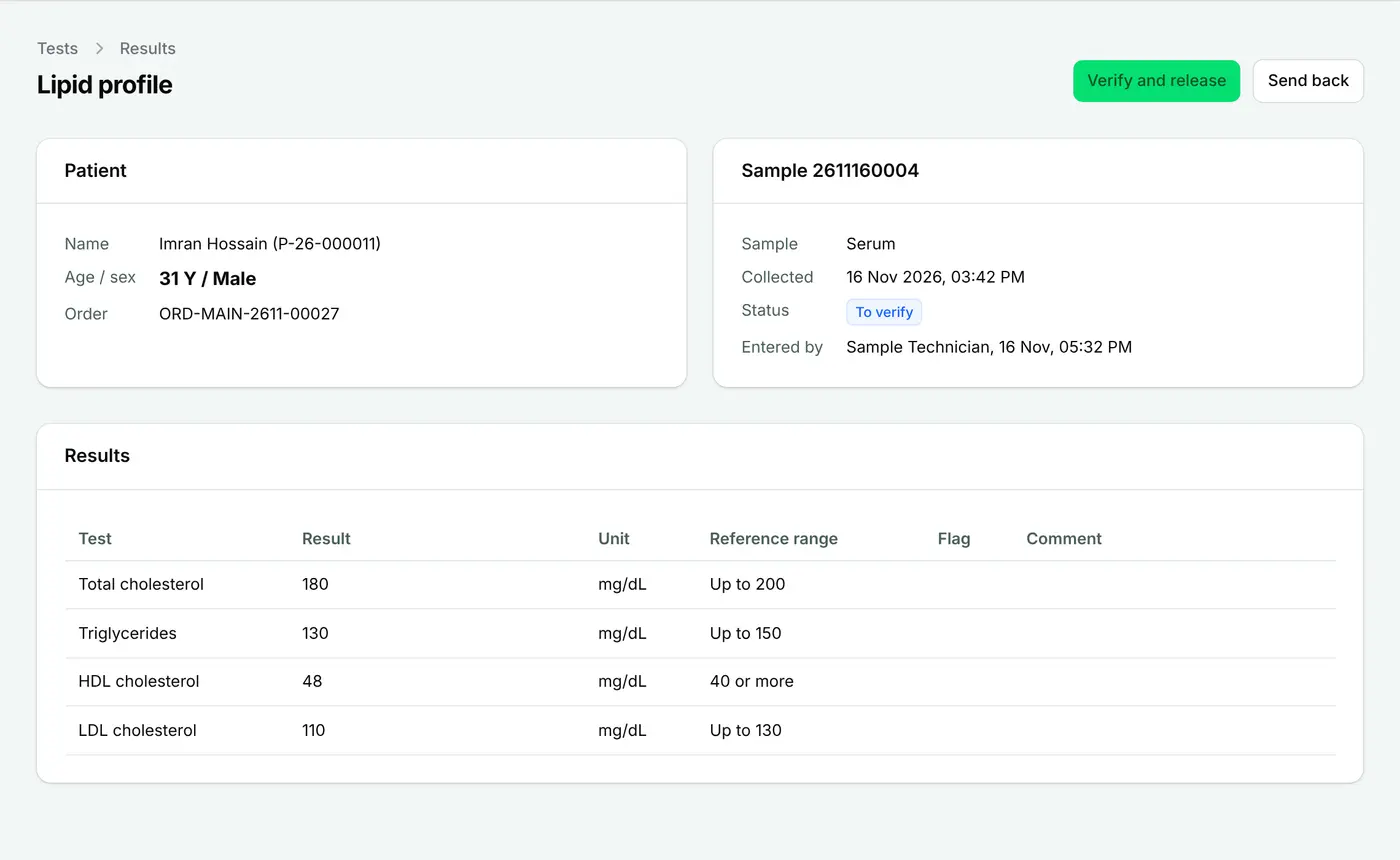 Tests > Results
Lipid profile
Verify and release
Send back
Patient
Name Imran Hossain (P-26-000011)
Age / sex 31 Y / Male
Order ORD-MAIN-2611-00027
Sample 2611160004
Sample Serum
Collected 16 Nov 2026, 03:42 PM
Status To verify
Entered by Sample Technician, 16 Nov, 05:32 PM
Results
Test Result Unit Reference range Flag Comment
Total cholesterol 180 mg/dL Up to 200
Triglycerides 130 mg/dL Up to 150
HDL cholesterol 48 mg/dL 40 or more
LDL cholesterol 110 mg/dL Up to 130